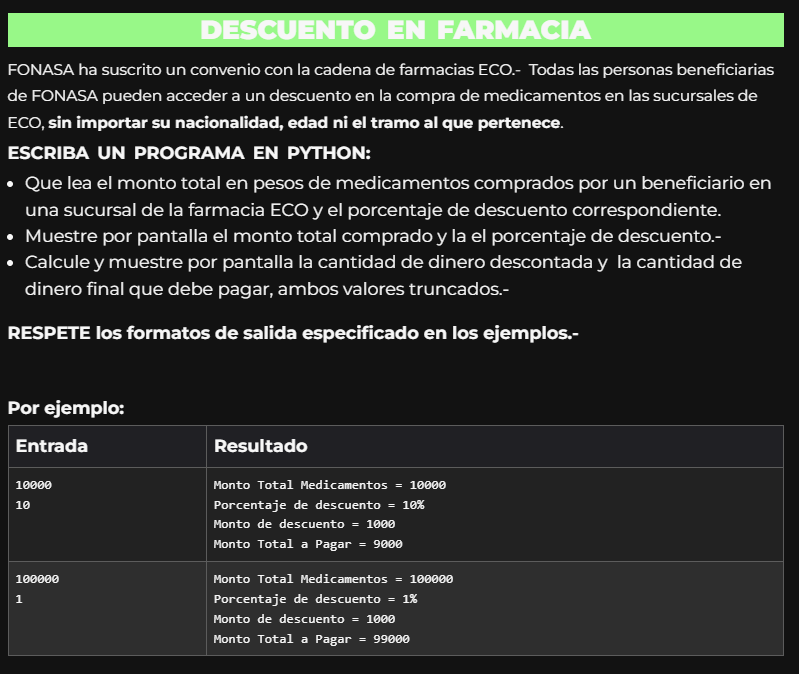 DESCUENTO EN FARMACIA
FONASA ha suscrito un convenio con la cadena de farmacias ECO.- Todas las personas beneficiarias
de FONASA pueden acceder a un descuento en la compra de medicamentos en las sucursales de
ECO, sin importar su nacionalidad, edad ni el tramo al que pertenece.
ESCRIBA UN PROGRAMA EN PYTHON:
• Que lea el monto total en pesos de medicamentos comprados por un beneficiario en
una sucursal de la farmacia ECO y el porcentaje de descuento correspondiente.
• Muestre por pantalla el monto total comprado y la el porcentaje de descuento.-
• Calcule y muestre por pantalla la cantidad de dinero descontada y la cantidad de
dinero final que debe pagar, ambos valores truncados.-
RESPETE los formatos de salida especificado en los ejemplos.-
Por ejemplo:
Entrada Resultado
10000 Monto Total Medicamentos = 10000
10 Porcentaje de descuento = 10%
Monto de descuento = 1000
Monto Total a Pagar = 9000
100000 Monto Total Medicamentos = 100000
1 Porcentaje de descuento = 1%
Monto de descuento = 1000
Monto Total a Pagar = 99000